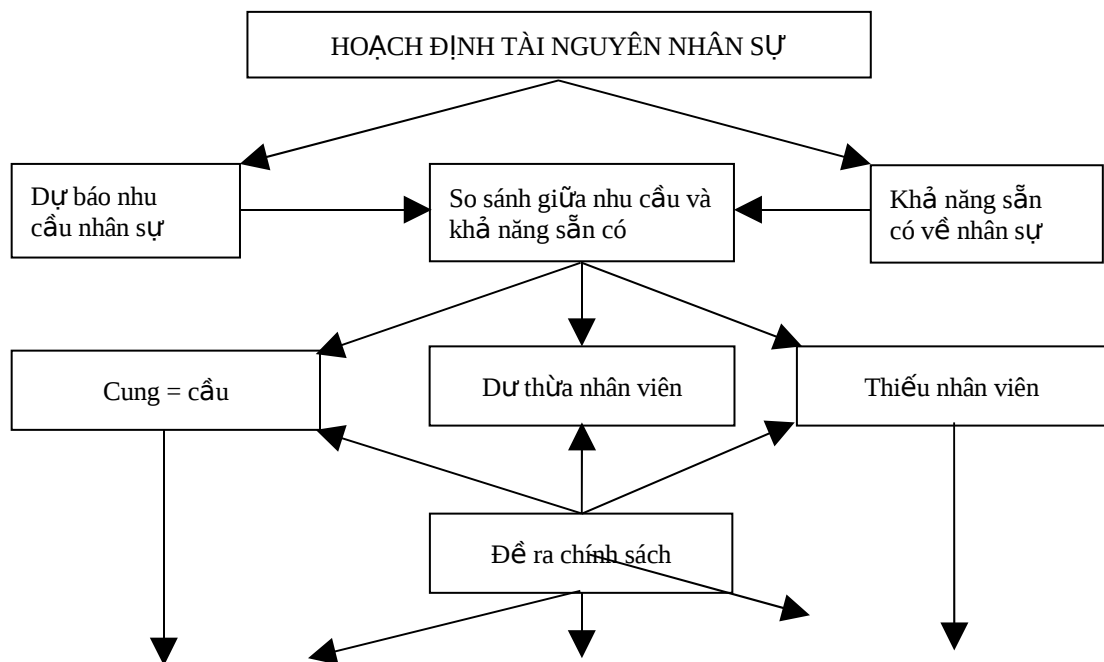 HOẠCH ĐỊNH TÀI NGUYÊN NHÂN SỰ
Dự báo nhu
cầu nhân sự
So sánh giữa nhu cầu và
khả năng sẵn có
Khả năng sẵn
có về nhân sự
Cung = cầu
Dư thừa nhân viên
Thiếu nhân viên
Đề ra chính sách